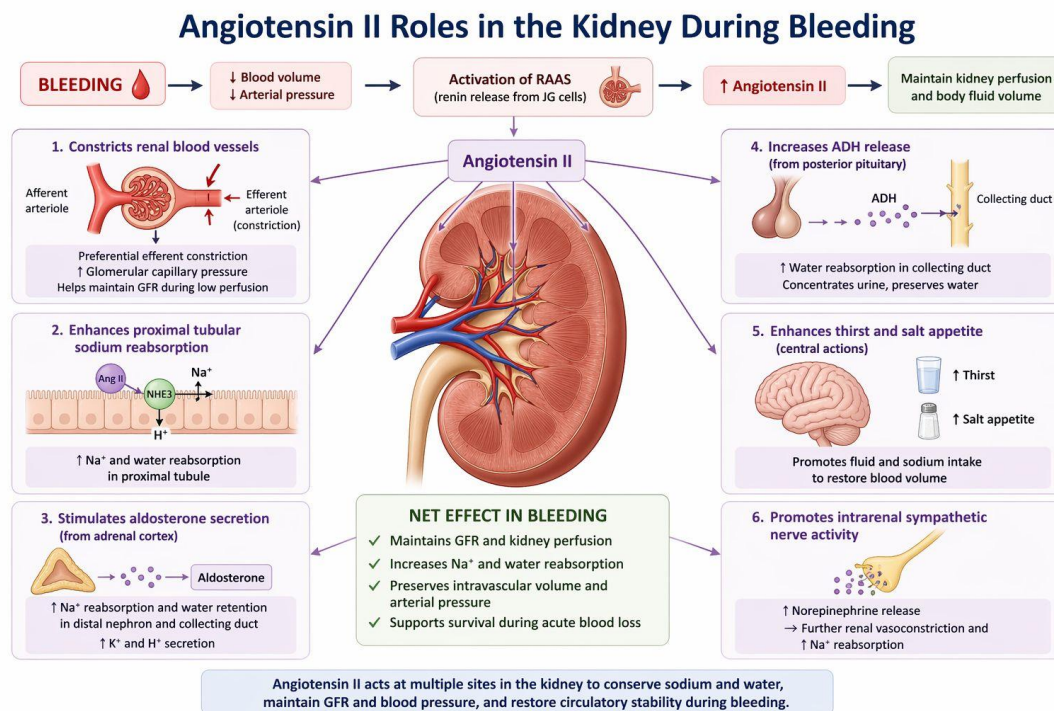 Angiotensin II Roles in the Kidney During Bleeding
BLEEDING
↓ Blood volume
↓ Arterial pressure
Activation of RAAS
(renin release from JG cells)
↑ Angiotensin II
Maintain kidney perfusion
and body fluid volume
Angiotensin II
1. Constricts renal blood vessels
Afferent
arteriole
Efferent
arteriole
(constriction)
Preferential efferent constriction
↑ Glomerular capillary pressure
Helps maintain GFR during low perfusion
2. Enhances proximal tubular
sodium reabsorption
Ang II
NHE3
Na⁺
H⁺
↑ Na⁺ and water reabsorption
in proximal tubule
3. Stimulates aldosterone secretion
(from adrenal cortex)
Aldosterone
↑ Na⁺ reabsorption and water retention
in distal nephron and collecting duct
↑ K⁺ and H⁺ secretion
4. Increases ADH release
(from posterior pituitary)
ADH
Collecting duct
↑ Water reabsorption in collecting duct
Concentrates urine, preserves water
5. Enhances thirst and salt appetite
(central actions)
↑ Thirst
↑ Salt appetite
Promotes fluid and sodium intake
to restore blood volume
6. Promotes intrarenal sympathetic
nerve activity
↑ Norepinephrine release
→ Further renal vasoconstriction and
↑ Na⁺ reabsorption
NET EFFECT IN BLEEDING
✓ Maintains GFR and kidney perfusion
✓ Increases Na⁺ and water reabsorption
✓ Preserves intravascular volume and
arterial pressure
✓ Supports survival during acute blood loss
Angiotensin II acts at multiple sites in the kidney to conserve sodium and water,
maintain GFR and blood pressure, and restore circulatory stability during bleeding.